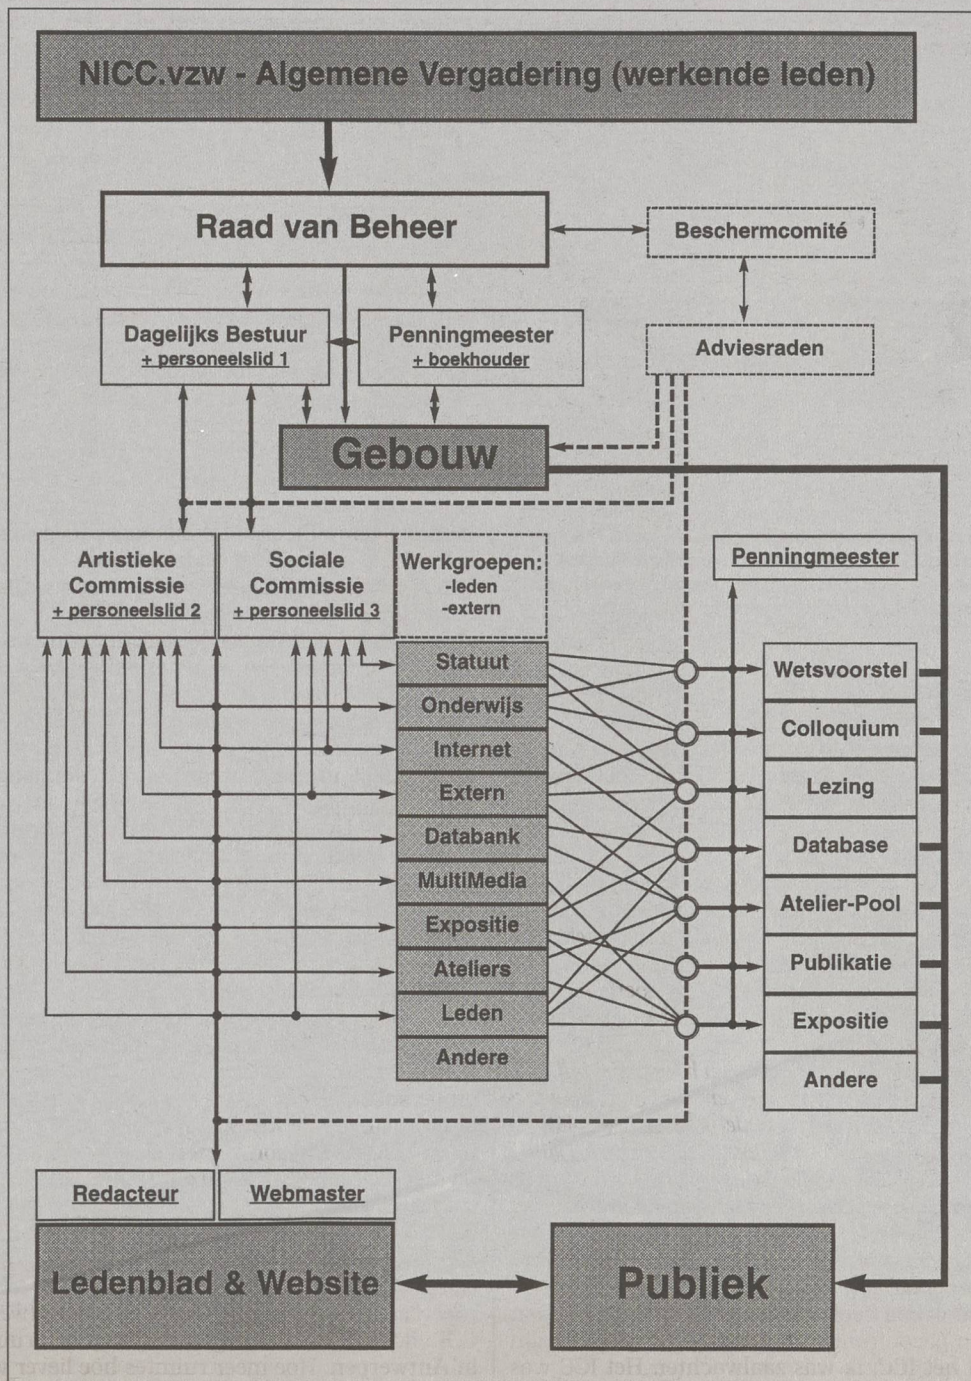 NICC.vzw - Algemene Vergadering (werkende leden)
Raad van Beheer
Beschermcomité
Dagelijks Bestuur
+ personeelslid 1
Penningmeester
+ boekhouder
Adviesraden
Gebouw
Artistieke
Commissie
+ personeelslid 2
Sociale
Commissie
+ personeelslid 3
Werkgroepen:
-leden
-extern
Penningmeester
Statuut
Onderwijs
Internet
Extern
Databank
MultiMedia
Expositie
Ateliers
Leden
Andere
Wetsvoorstel
Colloquium
Lezing
Database
Atelier-Pool
Publikatie
Expositie
Andere
Redacteur
Webmaster
Ledenblad & Website
Publiek